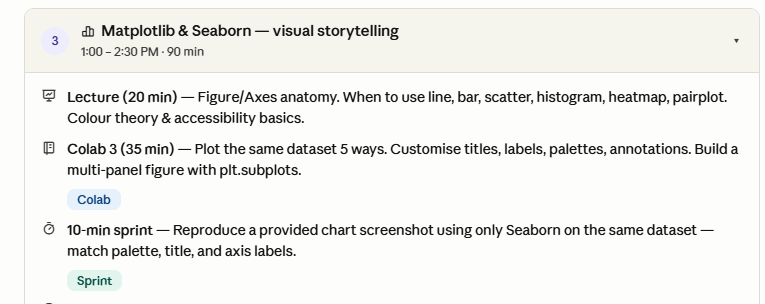 3
Matplotlib & Seaborn — visual storytelling
1:00 – 2:30 PM · 90 min
Lecture (20 min) — Figure/Axes anatomy. When to use line, bar, scatter, histogram, heatmap, pairplot.
Colour theory & accessibility basics.
Colab 3 (35 min) — Plot the same dataset 5 ways. Customise titles, labels, palettes, annotations. Build a
multi-panel figure with plt.subplots.
Colab
10-min sprint — Reproduce a provided chart screenshot using only Seaborn on the same dataset —
match palette, title, and axis labels.
Sprint